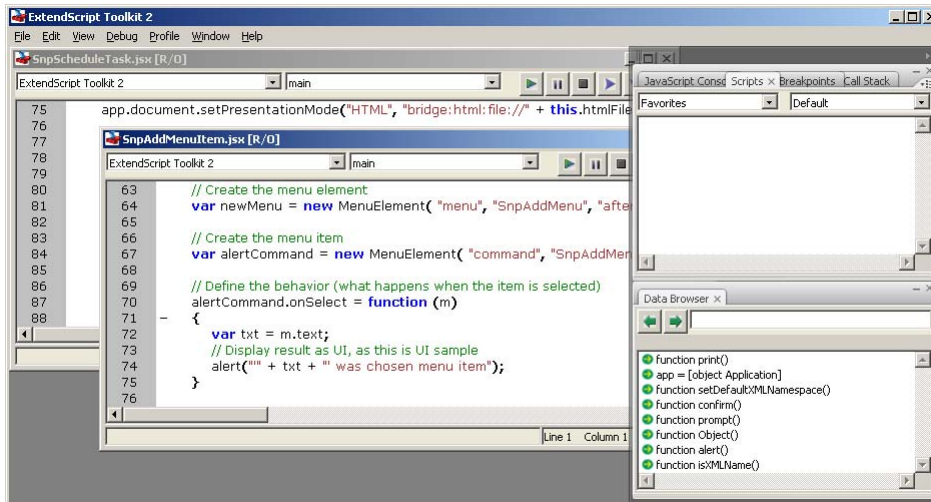 ExtendScript Toolkit 2
File Edit View Debug Profile Window Help
SnpScheduleTask.jsx [R/O]
ExtendScript Toolkit 2 main
75 app.document.setPresentationMode("HTML", "bridge:html:file://" + this.htmlFile
76
77
78
79
80
81
82
83
84
85
86
87
88
SnpAddMenuItem.jsx [R/O]
ExtendScript Toolkit 2 main
63 // Create the menu element
64 var newMenu = new MenuElement( "menu", "SnpAddMenu", "afte
65
66 // Create the menu item
67 var alertCommand = new MenuElement( "command", "SnpAddMen
68
69 // Define the behavior (what happens when the item is selected)
70 alertCommand.onSelect = function (m)
71 {
72 var txt = m.text;
73 // Display result as UI, as this is UI sample
74 alert("'" + txt + "' was chosen menu item");
75 }
76
Line 1 Column 1
JavaScript Consc Scripts Breakpoints Call Stack
Favorites Default
Data Browser
function print()
app = [object Application]
function setDefaultXMLNamespace()
function confirm()
function prompt()
function Object()
function alert()
function isXMLName()